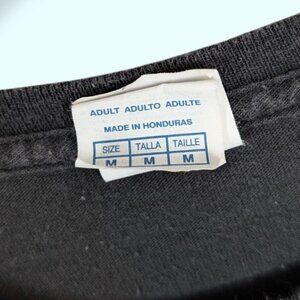 ADULT ADULTO ADULTE
MADE IN HONDURAS
SIZE TALLA TAILLE
M M M